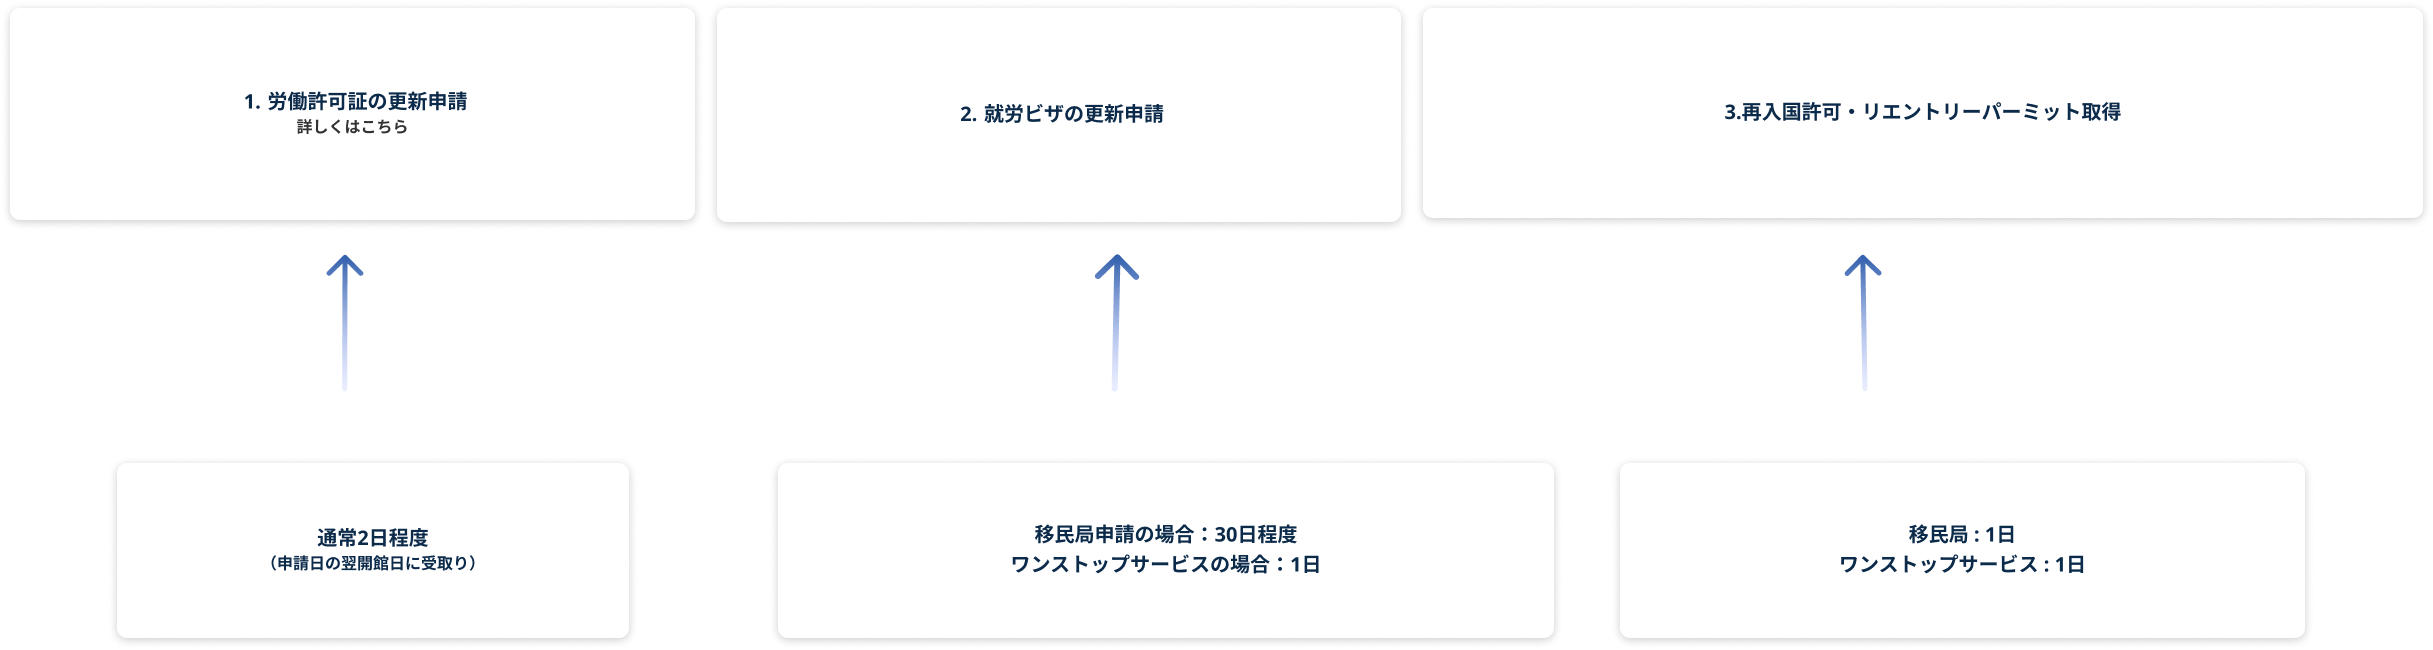 1. 労働許可証の更新申請
詳しくはこちら
2. 就労ビザの更新申請
3.再入国許可・リエントリーパーミット取得
通常2日程度
（申請日の翌開館日に受取り）
移民局申請の場合：30日程度
ワンストップサービスの場合：1日
移民局 : 1日
ワンストップサービス : 1日